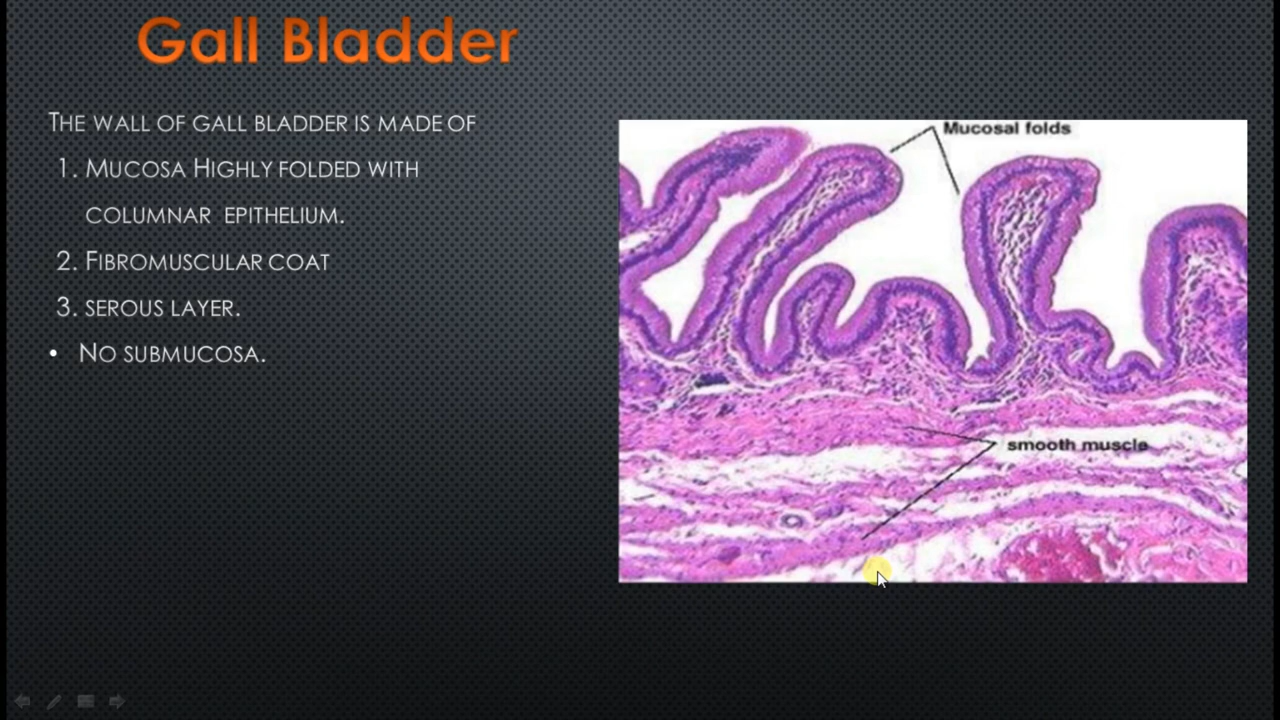 Gall Bladder
The wall of gall bladder is made of
1. Mucosa Highly folded with
columnar epithelium.
2. Fibromuscular coat
3. serous layer.
• No submucosa.
Mucosal folds
smooth muscle